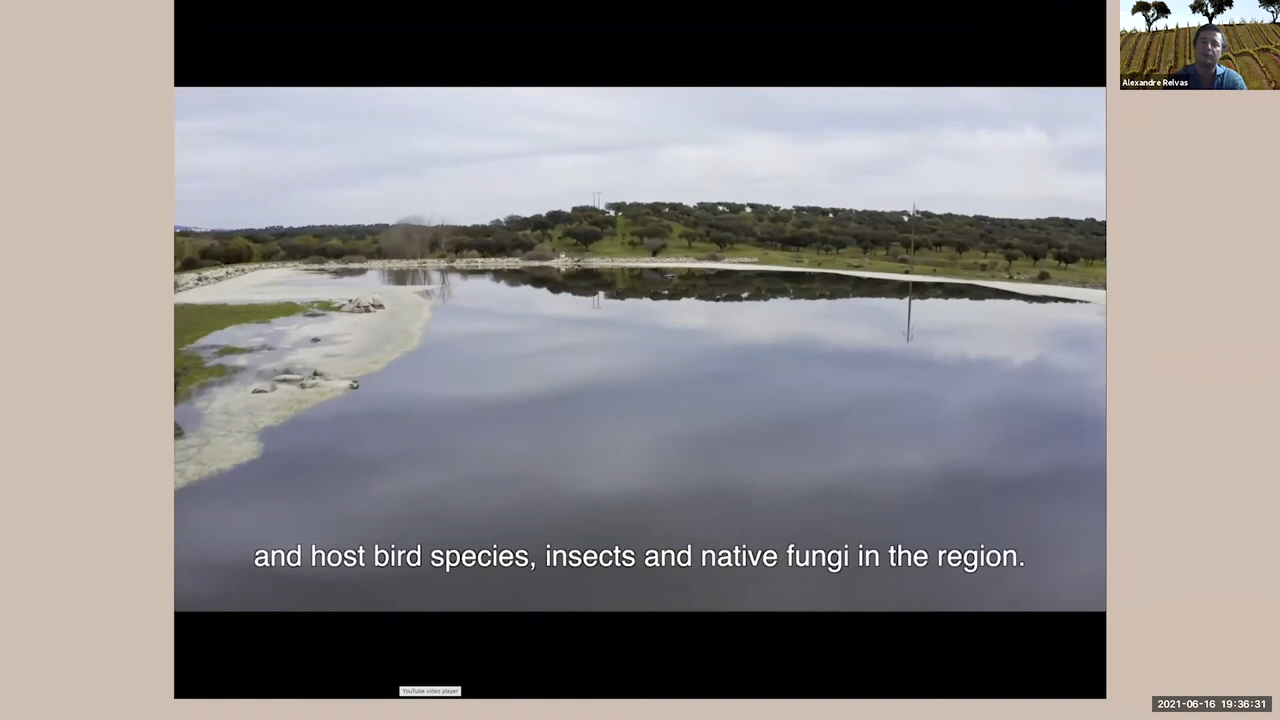 Alexandre Relvas
and host bird species, insects and native fungi in the region.
YouTube video player
2021-06-16 19:36:31